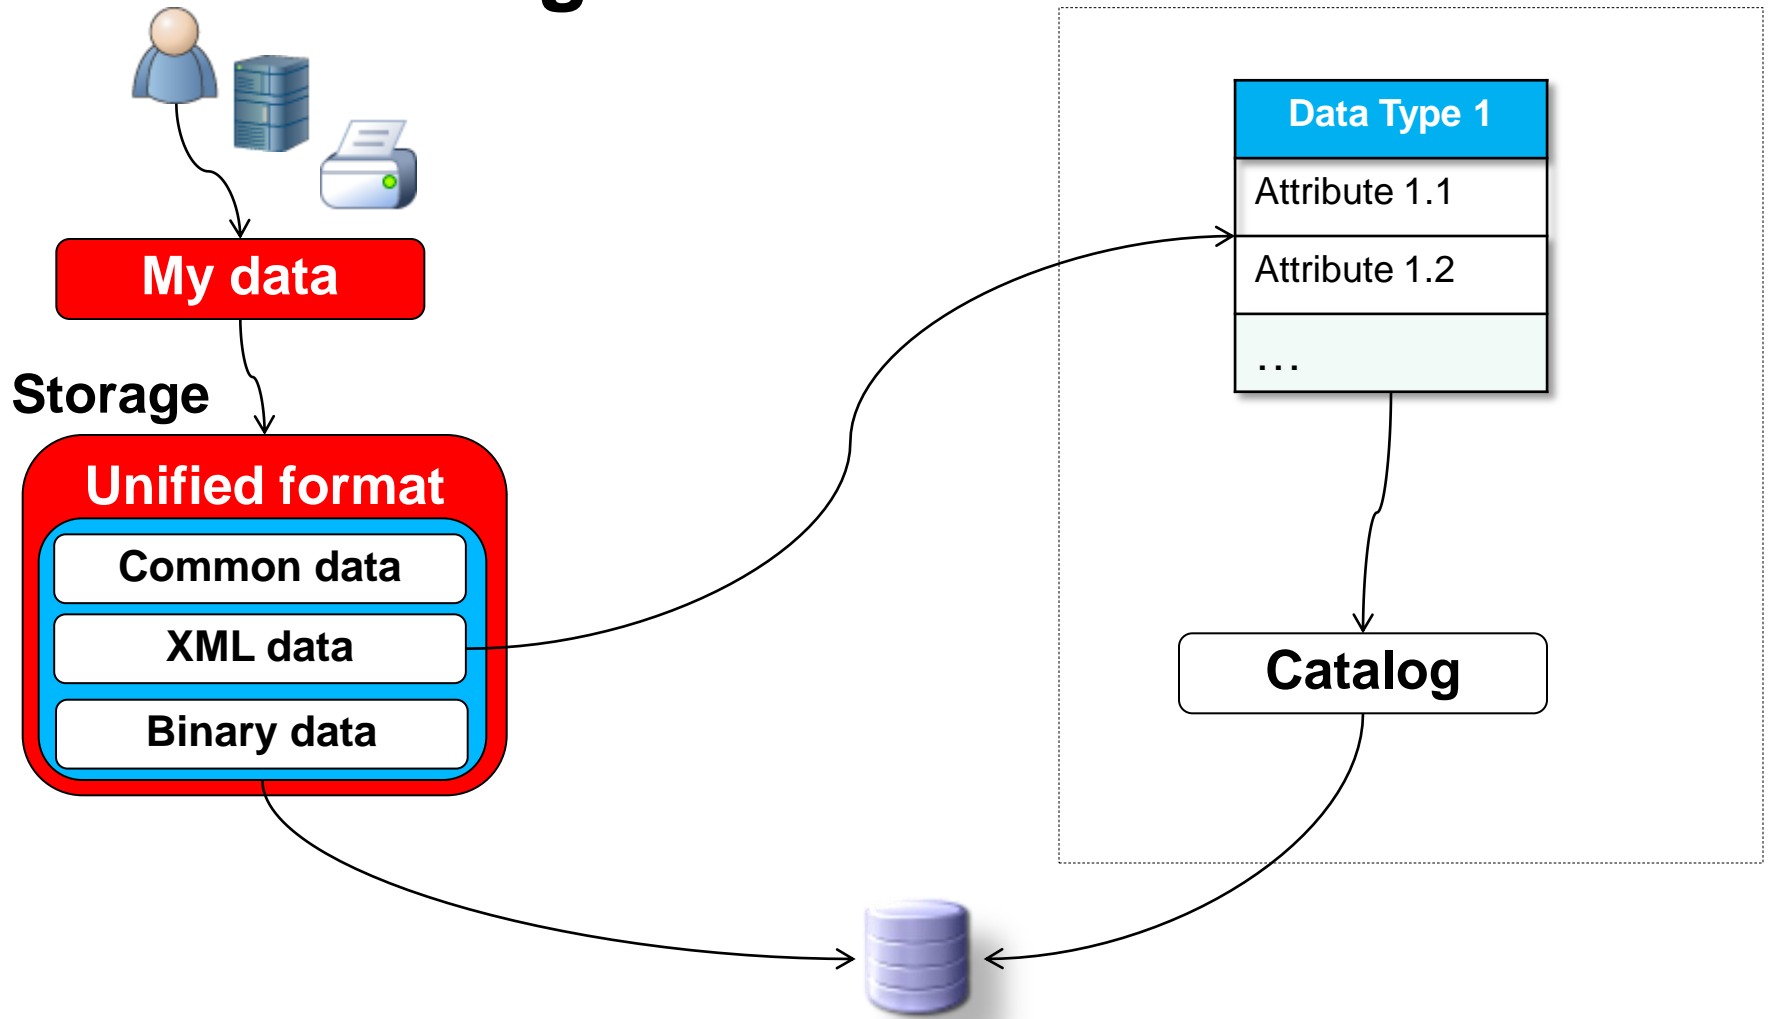 My data
Storage
Unified format
Common data
XML data
Binary data
Data Type 1
Attribute 1.1
Attribute 1.2
...
Catalog